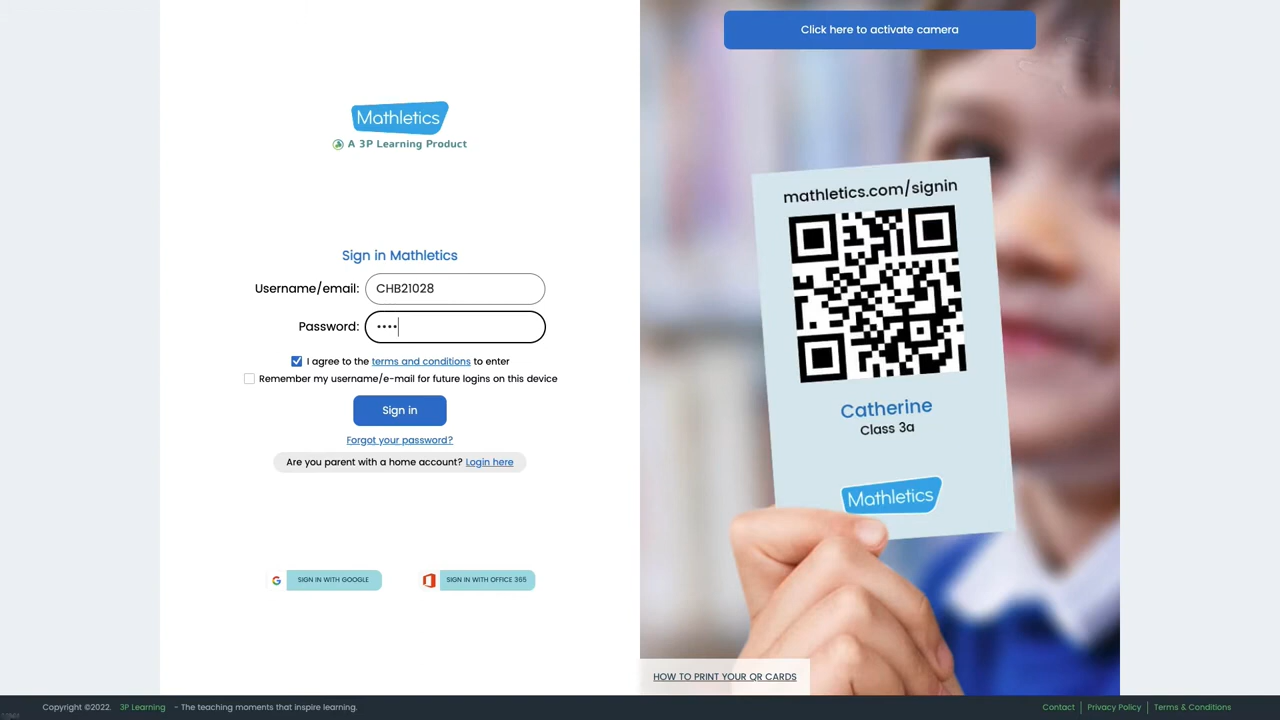 Mathletics
A 3P Learning Product
Sign in Mathletics
Username/email: CHB21028
Password: ••••
I agree to the terms and conditions to enter
Remember my username/e-mail for future logins on this device
Sign in
Forgot your password?
Are you parent with a home account? Login here
SIGN IN WITH GOOGLE
SIGN IN WITH OFFICE 365
Click here to activate camera
mathletics.com/signin
Catherine
Class 3a
Mathletics
HOW TO PRINT YOUR QR CARDS
Copyright ©2022. 3P Learning - The teaching moments that inspire learning.
Contact | Privacy Policy | Terms & Conditions